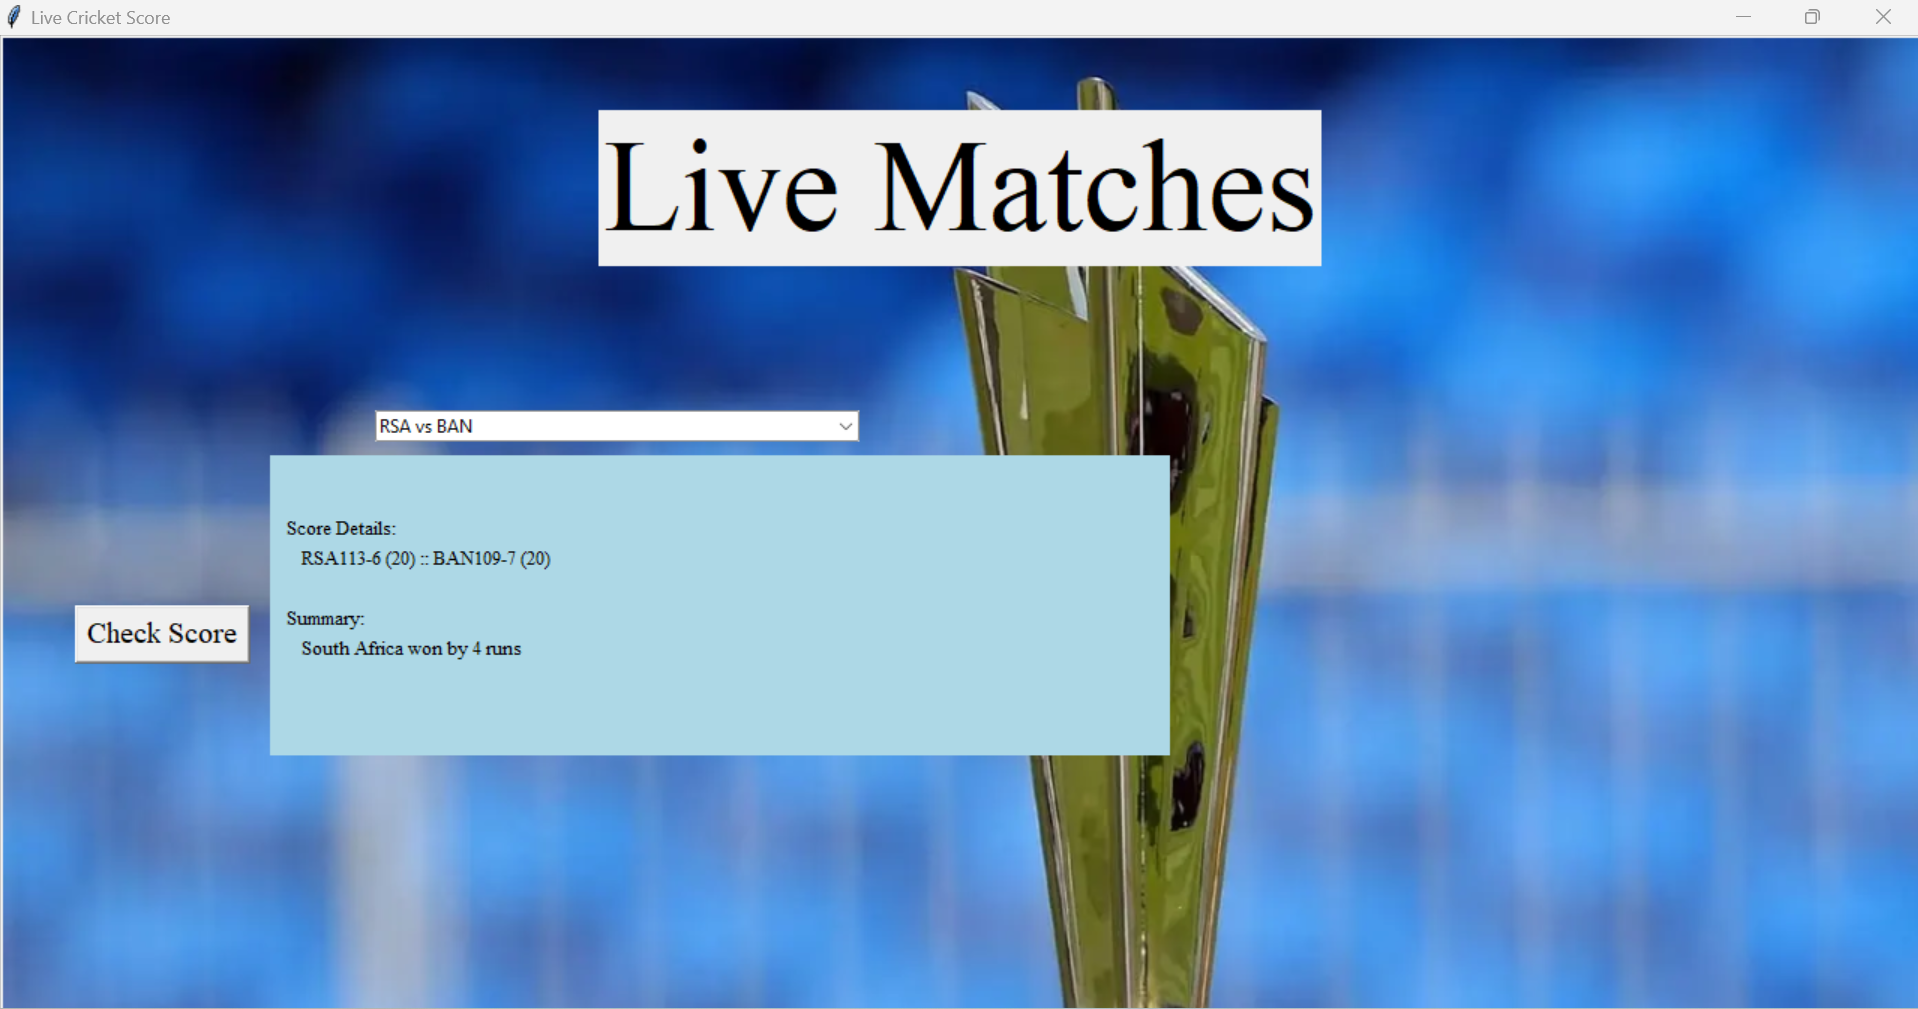 Live Cricket Score
Live Matches
RSA vs BAN
Score Details:
RSA113-6 (20) :: BAN109-7 (20)
Summary:
South Africa won by 4 runs
Check Score